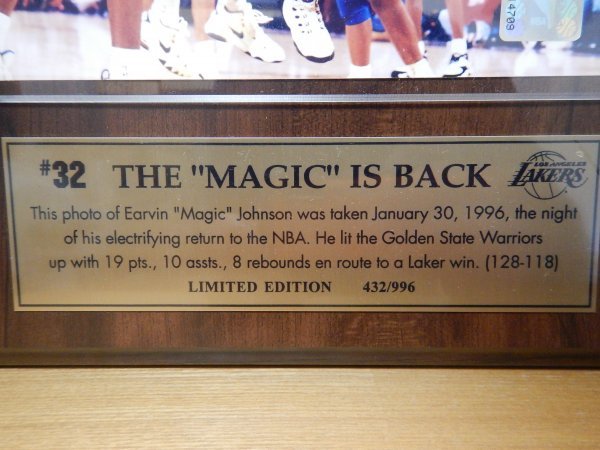 4709
#32 THE "MAGIC" IS BACK
LOS ANGELES
LAKERS
This photo of Earvin "Magic" Johnson was taken January 30, 1996, the night
of his electrifying return to the NBA. He lit the Golden State Warriors
up with 19 pts., 10 assts., 8 rebounds en route to a Laker win. (128-118)
LIMITED EDITION 432/996